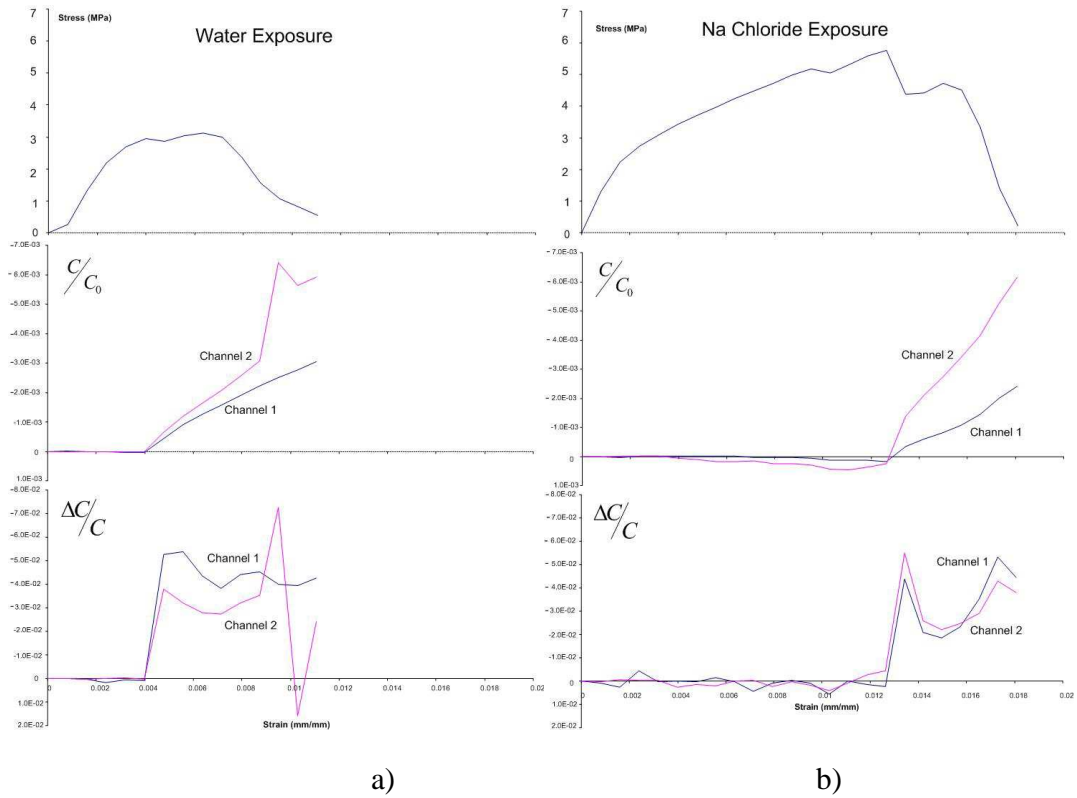 Stress (MPa)
Water Exposure
7
6
5
4
3
2
1
0
C/C0
-7.0E-03
-6.0E-03
-5.0E-03
-4.0E-03
-3.0E-03
-2.0E-03
-1.0E-03
0
1.0E-03
Channel 2
Channel 1
ΔC/C
-8.0E-02
-7.0E-02
-6.0E-02
-5.0E-02
-4.0E-02
-3.0E-02
-2.0E-02
-1.0E-02
0
1.0E-02
2.0E-02
Channel 1
Channel 2
0 0.002 0.004 0.006 0.008 0.01 0.012 0.014 0.016 0.018 0.02
Strain (mm/mm)
a)
Stress (MPa)
Na Chloride Exposure
7
6
5
4
3
2
1
0
C/C0
-7.0E-03
-6.0E-03
-5.0E-03
-4.0E-03
-3.0E-03
-2.0E-03
-1.0E-03
0
1.0E-03
Channel 2
Channel 1
ΔC/C
-8.0E-02
-7.0E-02
-6.0E-02
-5.0E-02
-4.0E-02
-3.0E-02
-2.0E-02
-1.0E-02
0
1.0E-02
2.0E-02
Channel 1
Channel 2
0 0.002 0.004 0.006 0.008 0.01 0.012 0.014 0.016 0.018 0.02
Strain (mm/mm)
b)